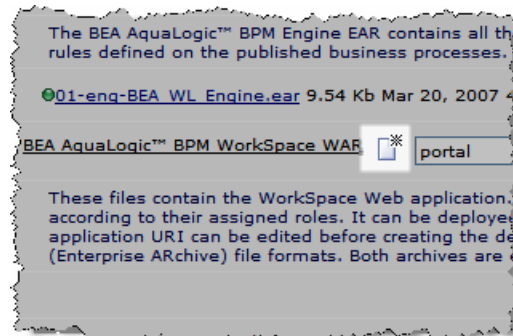 The BEA AquaLogic™ BPM Engine EAR contains all th
rules defined on the published business processes.
01-eng-BEA_WL_Engine.ear 9.54 Kb Mar 20, 2007 4
BEA AquaLogic™ BPM WorkSpace WAR portal
These files contain the WorkSpace Web application.
according to their assigned roles. It can be deploye
application URI can be edited before creating the de
(Enterprise ARchive) file formats. Both archives are